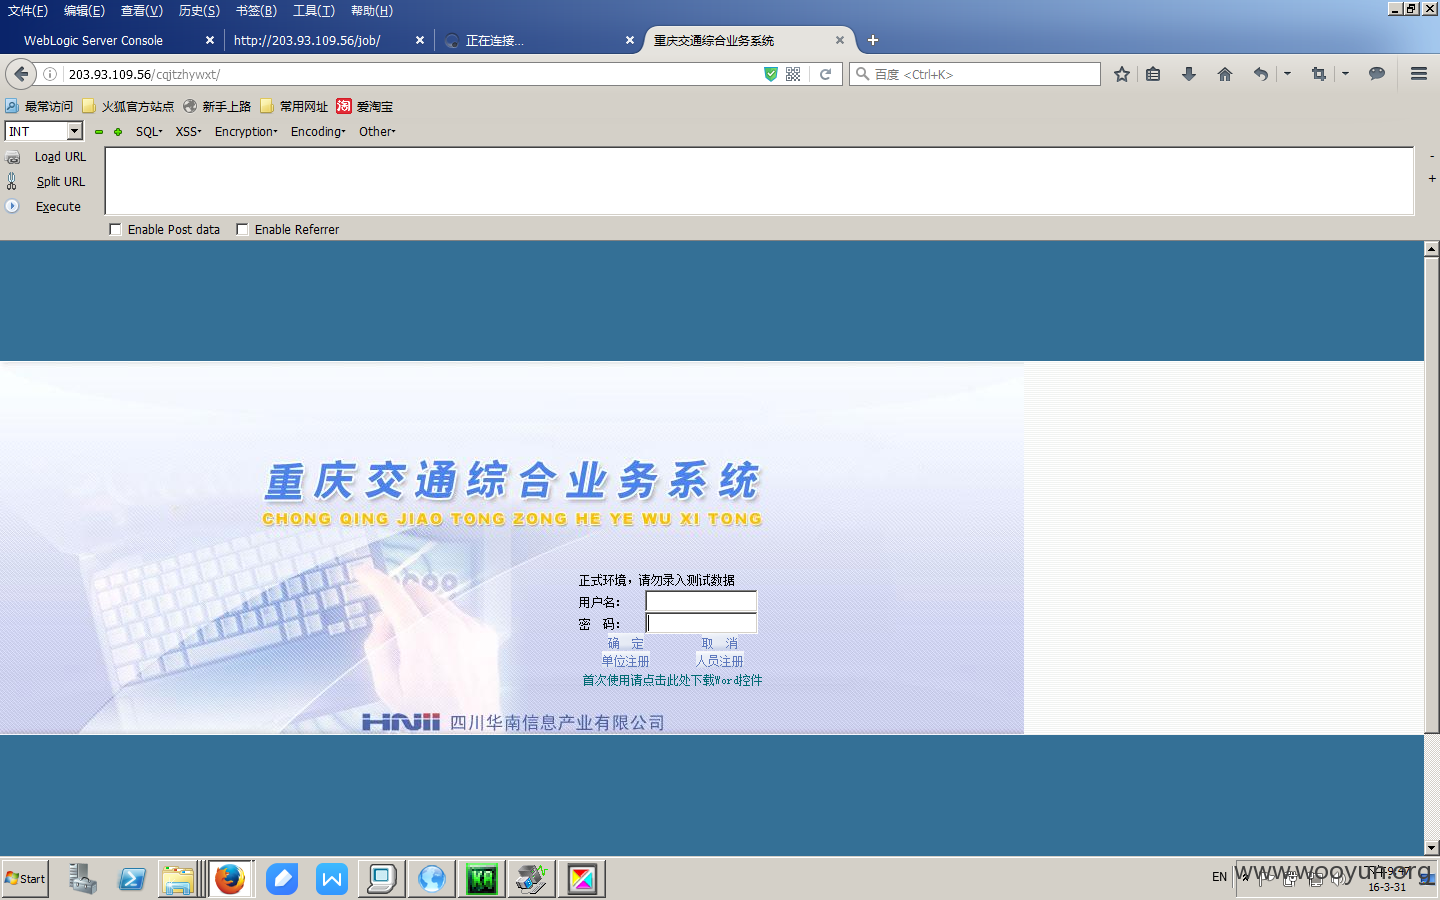 文件(F) 编辑(E) 查看(V) 历史(S) 书签(B) 工具(T) 帮助(H)
WebLogic Server Console × http://203.93.109.56/job/ × 正在连接... × 重庆交通综合业务系统 × +
203.93.109.56/cqjtzhywxt/ 百度 <Ctrl+K>
最常访问 火狐官方站点 新手上路 常用网址 淘 爱淘宝
INT SQL XSS Encryption Encoding Other
Load URL
Split URL
Execute
Enable Post data Enable Referrer
重庆交通综合业务系统
CHONG QING JIAO TONG ZONG HE YE WU XI TONG
正式环境，请勿录入测试数据
用户名：
密 码：
确 定 取 消
单位注册 人员注册
首次使用请点击此处下载Word控件
HNII 四川华南信息产业有限公司
Start EN
www.wooyun.org
16-3-31